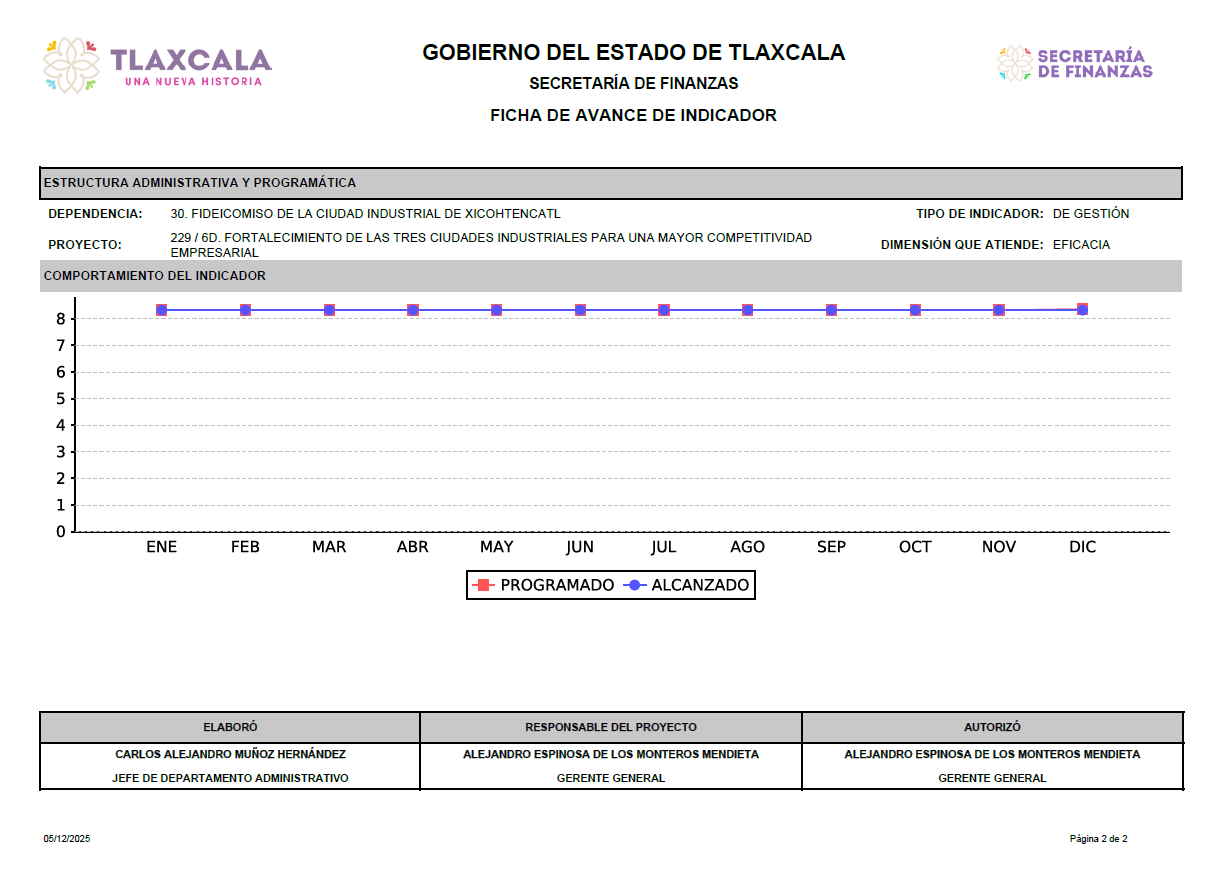 TLAXCALA
UNA NUEVA HISTORIA
GOBIERNO DEL ESTADO DE TLAXCALA
SECRETARÍA DE FINANZAS
FICHA DE AVANCE DE INDICADOR
SECRETARÍA
DE FINANZAS
ESTRUCTURA ADMINISTRATIVA Y PROGRAMÁTICA
DEPENDENCIA: 30. FIDEICOMISO DE LA CIUDAD INDUSTRIAL DE XICOHTENCATL TIPO DE INDICADOR: DE GESTIÓN
PROYECTO: 229 / 6D. FORTALECIMIENTO DE LAS TRES CIUDADES INDUSTRIALES PARA UNA MAYOR COMPETITIVIDAD
EMPRESARIAL DIMENSIÓN QUE ATIENDE: EFICACIA
COMPORTAMIENTO DEL INDICADOR
8
7
6
5
4
3
2
1
0
ENE FEB MAR ABR MAY JUN JUL AGO SEP OCT NOV DIC
PROGRAMADO ALCANZADO
ELABORÓ RESPONSABLE DEL PROYECTO AUTORIZÓ
CARLOS ALEJANDRO MUÑOZ HERNÁNDEZ ALEJANDRO ESPINOSA DE LOS MONTEROS MENDIETA ALEJANDRO ESPINOSA DE LOS MONTEROS MENDIETA
JEFE DE DEPARTAMENTO ADMINISTRATIVO GERENTE GENERAL GERENTE GENERAL
05/12/2025 Página 2 de 2